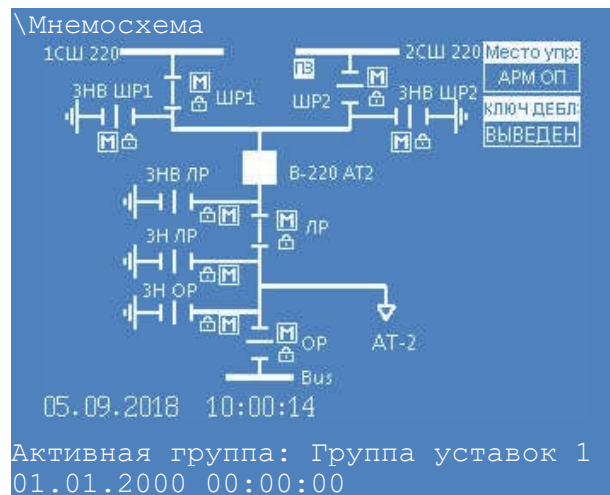 \Мнемосхема
1СШ 220
2СШ 220
Место упр:
ПЗ
М
М
АРМ ОП
ЗНВ ШР1
ШР1
ШР2
ЗНВ ШР2
КЛЮЧ ДЕБЛ:
М
М
ВЫВЕДЕН
ЗНВ ЛР
В-220 АТ2
М
М
ЛР
ЗН ЛР
М
ЗН ОР
М
М
ОР
АТ-2
Bus
05.09.2018 10:00:14
Активная группа: Группа уставок 1
01.01.2000 00:00:00